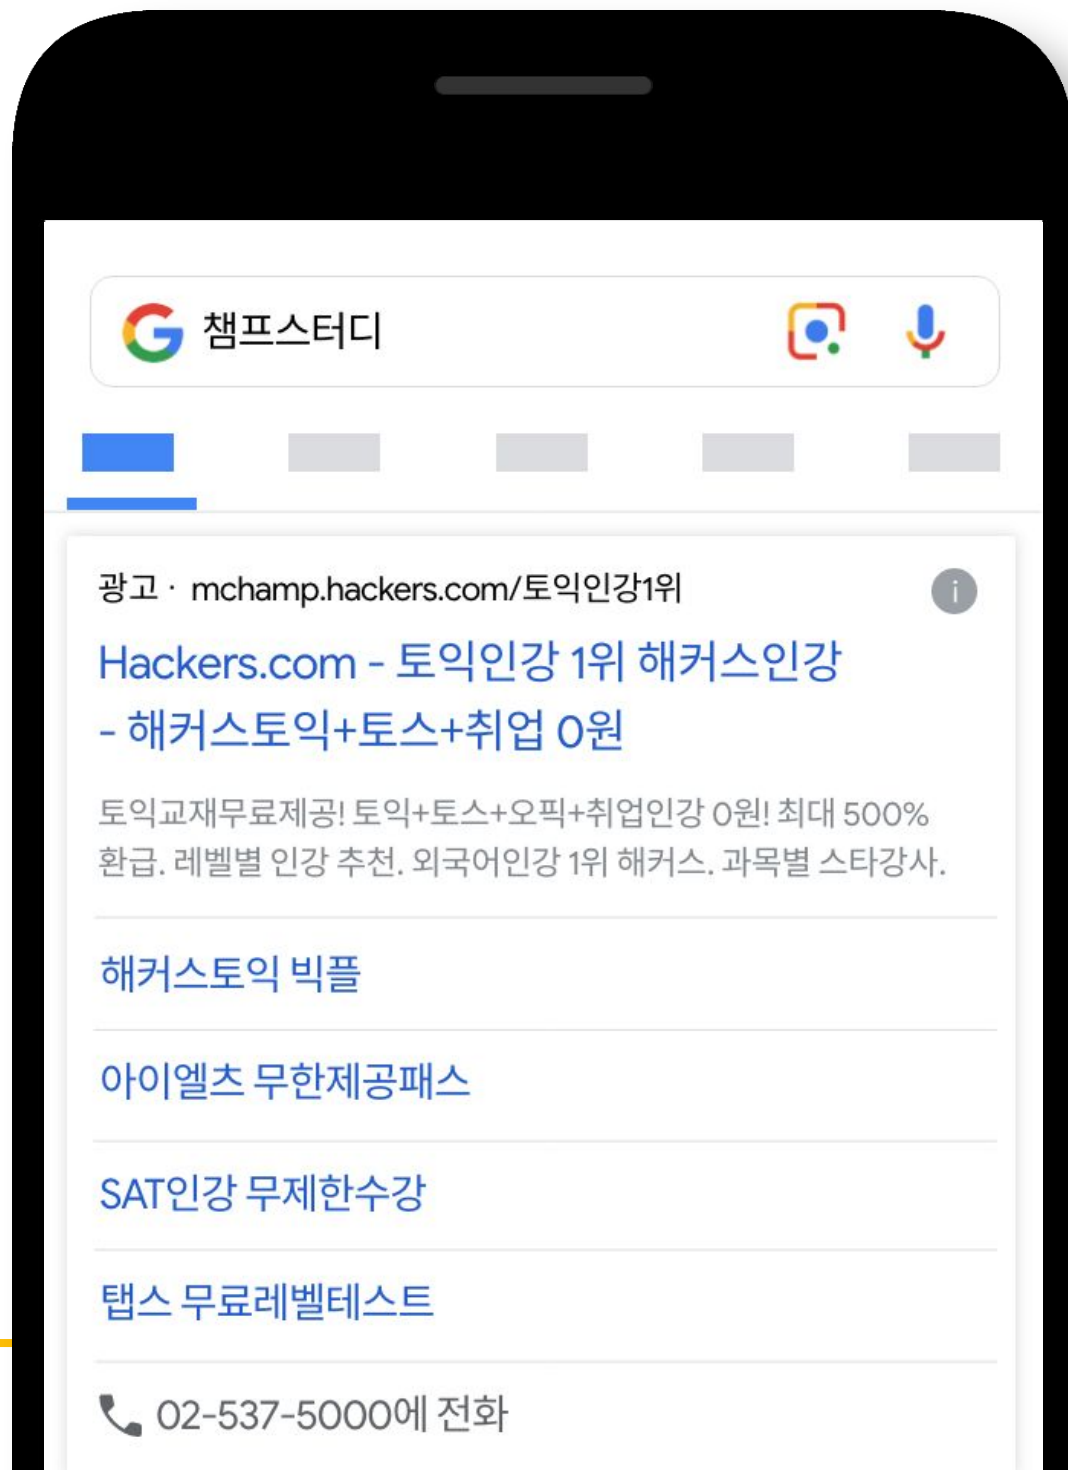 챔프스터디
광고 · mchamp.hackers.com/토익인강1위
Hackers.com - 토익인강 1위 해커스인강
- 해커스토익+토스+취업 0원
토익교재무료제공! 토익+토스+오픽+취업인강 0원! 최대 500%
환급. 레벨별 인강 추천. 외국어인강 1위 해커스. 과목별 스타강사.
해커스토익 빅플
아이엘츠 무한제공패스
SAT인강 무제한수강
탭스 무료레벨테스트
02-537-5000에 전화